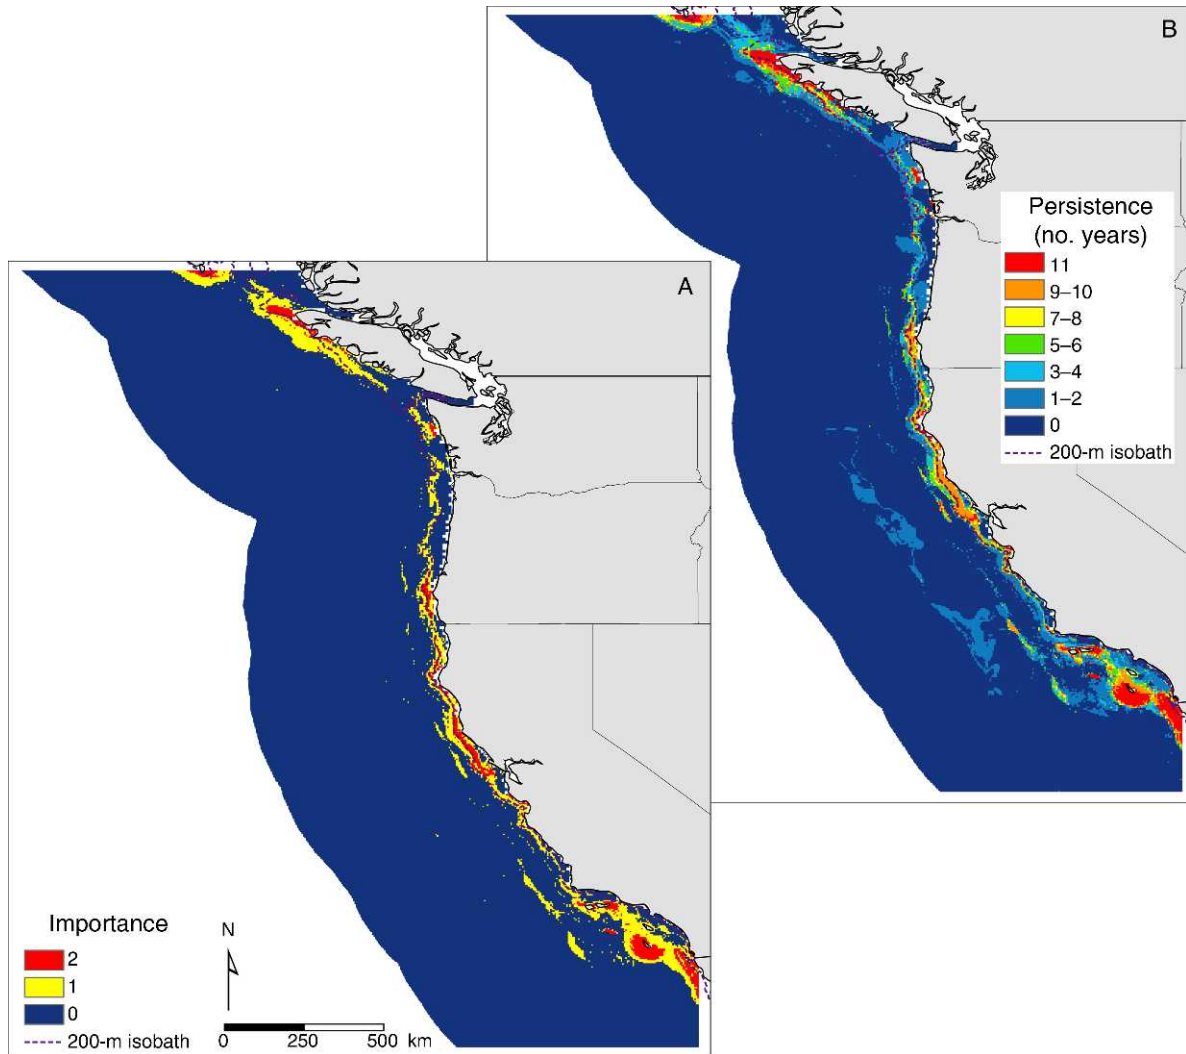 B
Persistence
(no. years)
11
9–10
7–8
5–6
3–4
1–2
0
200-m isobath
A
Importance
2
1
0
200-m isobath
N
0 250 500 km